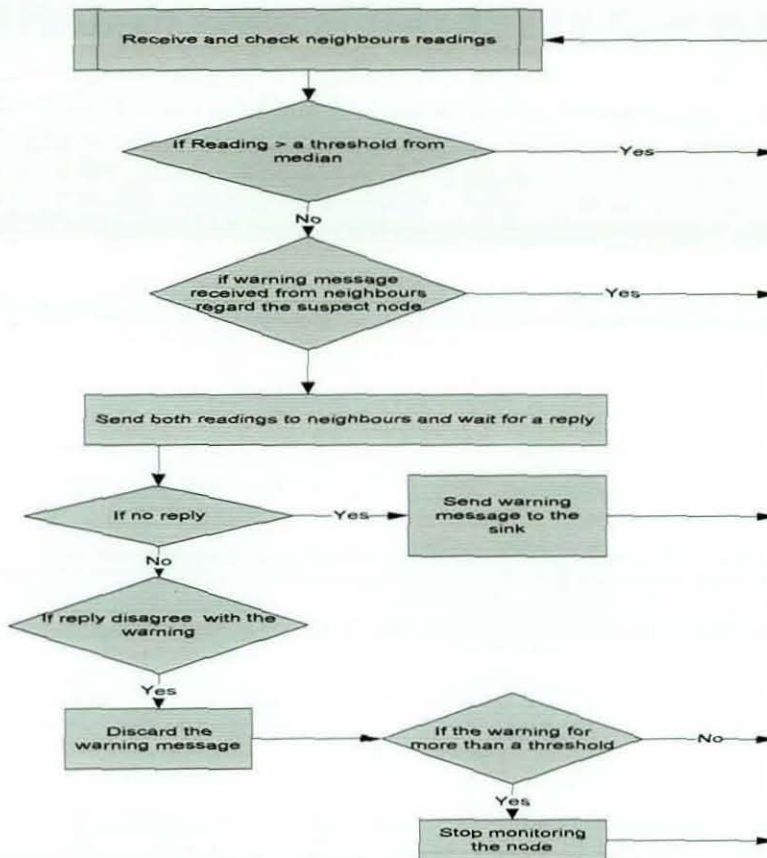 Receive and check neighbours readings
if Reading > a threshold from
median
Yes
No
if warning message
received from neighbours
regard the suspect node
Yes
Send both readings to neighbours and wait for a reply
If no reply
Yes
Send warning
message to the
sink
No
If reply disagree with the
warning
Yes
Discard the
warning message
If the warning for
more than a threshold
No
Yes
Stop monitoring
the node